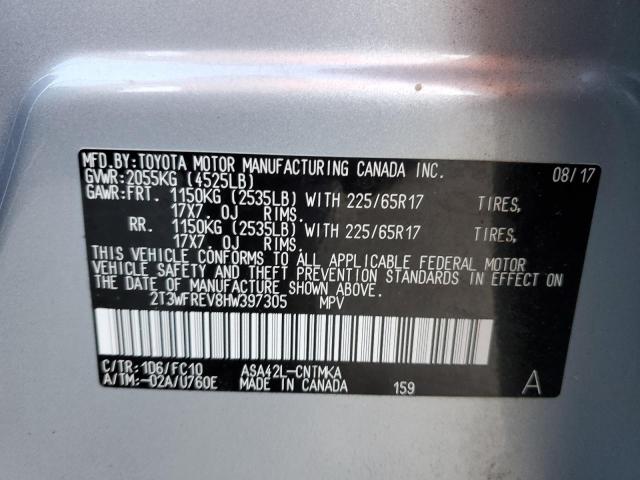 MFD.BY:TOYOTA MOTOR MANUFACTURING CANADA INC. 08/17
GVWR:2055KG (4525LB)
GAWR:FRT. 1150KG (2535LB) WITH 225/65R17 TIRES,
17X7.0J RIMS.
RR. 1150KG (2535LB) WITH 225/65R17 TIRES,
17X7.0J RIMS.
THIS VEHICLE CONFORMS TO ALL APPLICABLE FEDERAL MOTOR
VEHICLE SAFETY AND THEFT PREVENTION STANDARDS IN EFFECT ON
THE DATE OF MANUFACTURE SHOWN ABOVE.
2T3WFREV8HW397305 MPV
C/TR:1D6/FC10 ASA42L-CNTMKA
A/TM:-02A/U760E MADE IN CANADA 159 A